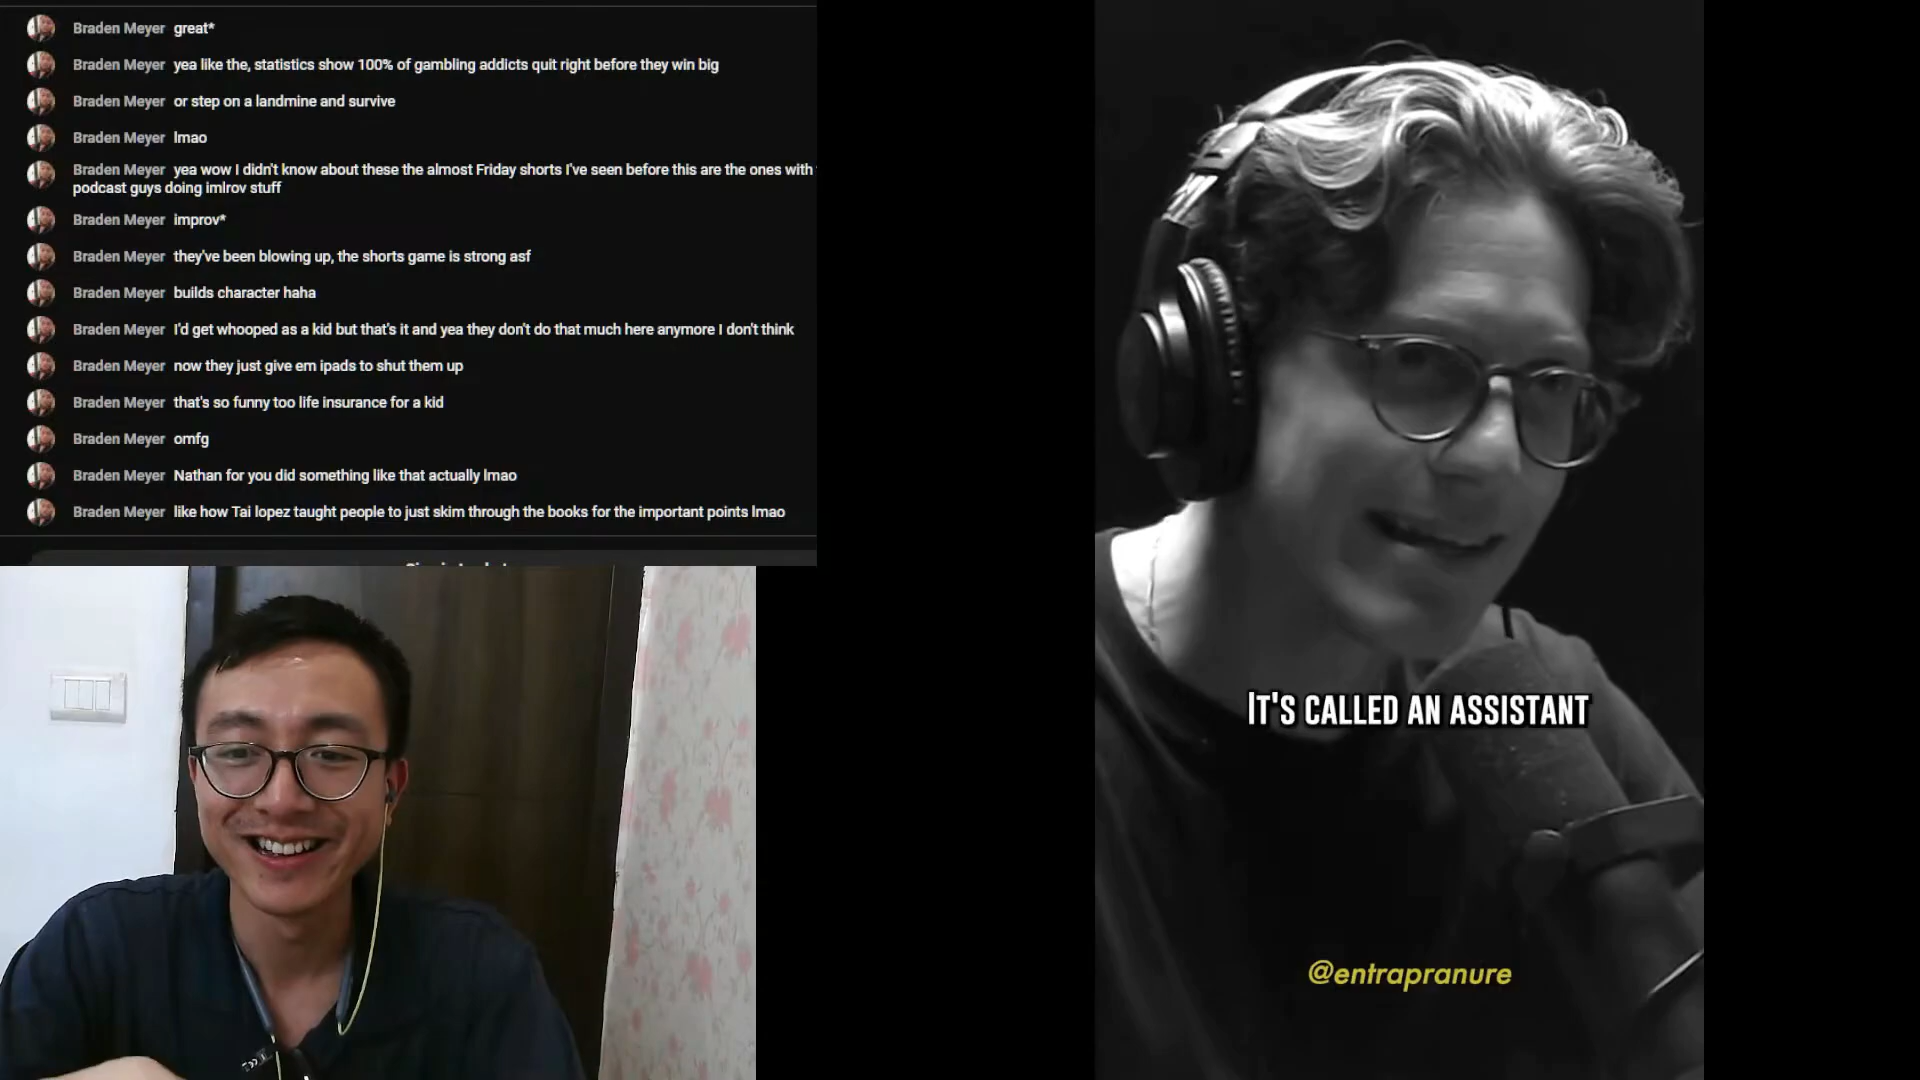 Braden Meyer great*
Braden Meyer yea like the, statistics show 100% of gambling addicts quit right before they win big
Braden Meyer or step on a landmine and survive
Braden Meyer lmao
Braden Meyer yea wow I didn't know about these the almost Friday shorts I've seen before this are the ones with
podcast guys doing imlrov stuff
Braden Meyer improv*
Braden Meyer they've been blowing up, the shorts game is strong asf
Braden Meyer builds character haha
Braden Meyer I'd get whooped as a kid but that's it and yea they don't do that much here anymore I don't think
Braden Meyer now they just give em ipads to shut them up
Braden Meyer that's so funny too life insurance for a kid
Braden Meyer omfg
Braden Meyer Nathan for you did something like that actually lmao
Braden Meyer like how Tai lopez taught people to just skim through the books for the important points lmao
IT'S CALLED AN ASSISTANT
@entrapranure